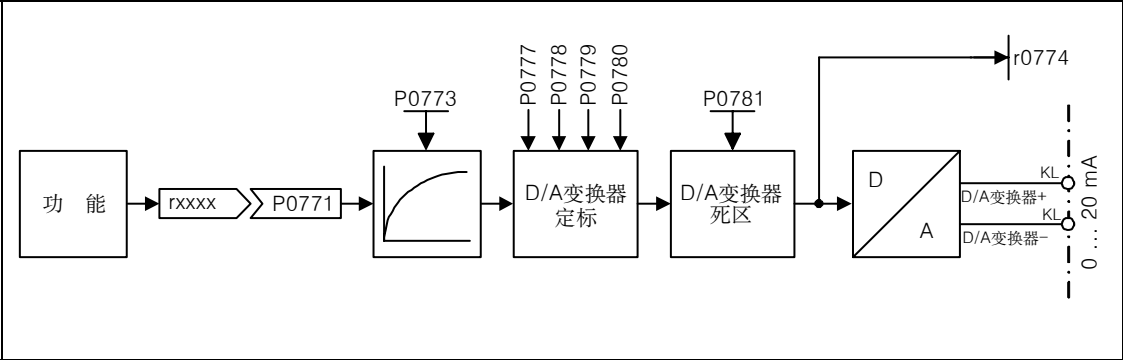 r0774
P0777
P0778
P0779
P0780
P0773
P0781
功 能
rxxxx
P0771
D/A变换器
定标
D/A变换器
死区
D
A
KL
D/A变换器+
KL
D/A变换器-
0 ... 20 mA